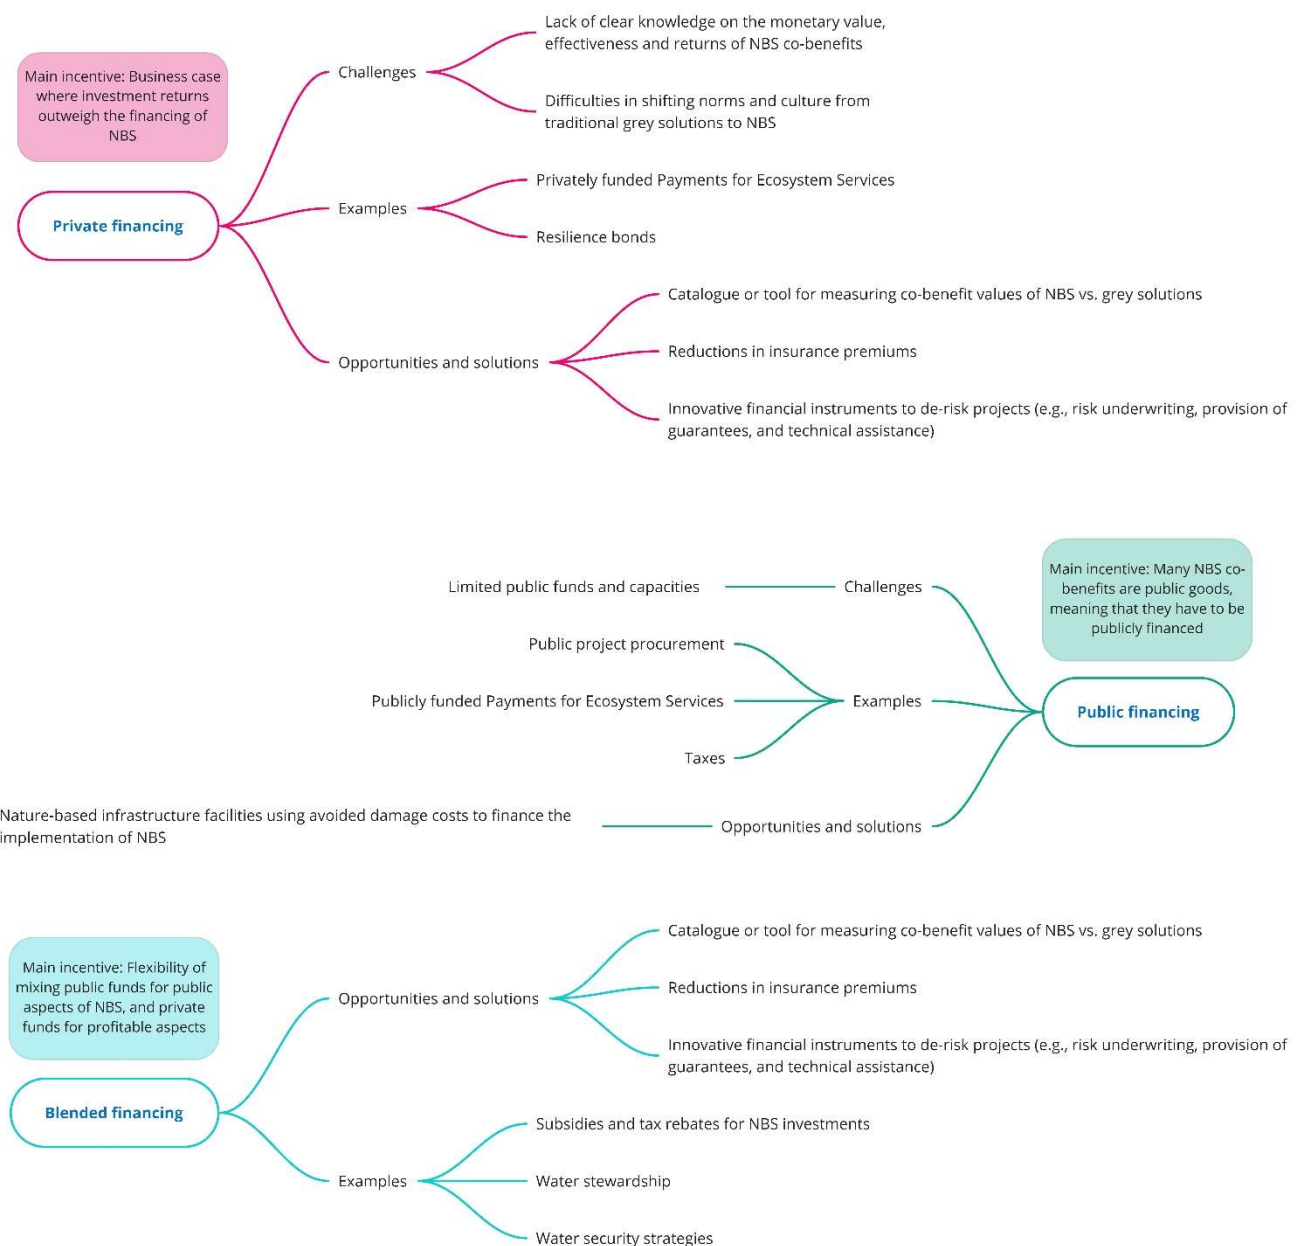 Main incentive: Business case
where investment returns
outweigh the financing of
NBS
Private financing
Challenges
Lack of clear knowledge on the monetary value,
effectiveness and returns of NBS co-benefits
Difficulties in shifting norms and culture from
traditional grey solutions to NBS
Examples
Privately funded Payments for Ecosystem Services
Resilience bonds
Opportunities and solutions
Catalogue or tool for measuring co-benefit values of NBS vs. grey solutions
Reductions in insurance premiums
Innovative financial instruments to de-risk projects (e.g., risk underwriting, provision of
guarantees, and technical assistance)
Main incentive: Many NBS co-
benefits are public goods,
meaning that they have to be
publicly financed
Public financing
Challenges
Limited public funds and capacities
Examples
Public project procurement
Publicly funded Payments for Ecosystem Services
Taxes
Opportunities and solutions
Nature-based infrastructure facilities using avoided damage costs to finance the
implementation of NBS
Main incentive: Flexibility of
mixing public funds for public
aspects of NBS, and private
funds for profitable aspects
Blended financing
Opportunities and solutions
Catalogue or tool for measuring co-benefit values of NBS vs. grey solutions
Reductions in insurance premiums
Innovative financial instruments to de-risk projects (e.g., risk underwriting, provision of
guarantees, and technical assistance)
Examples
Subsidies and tax rebates for NBS investments
Water stewardship
Water security strategies